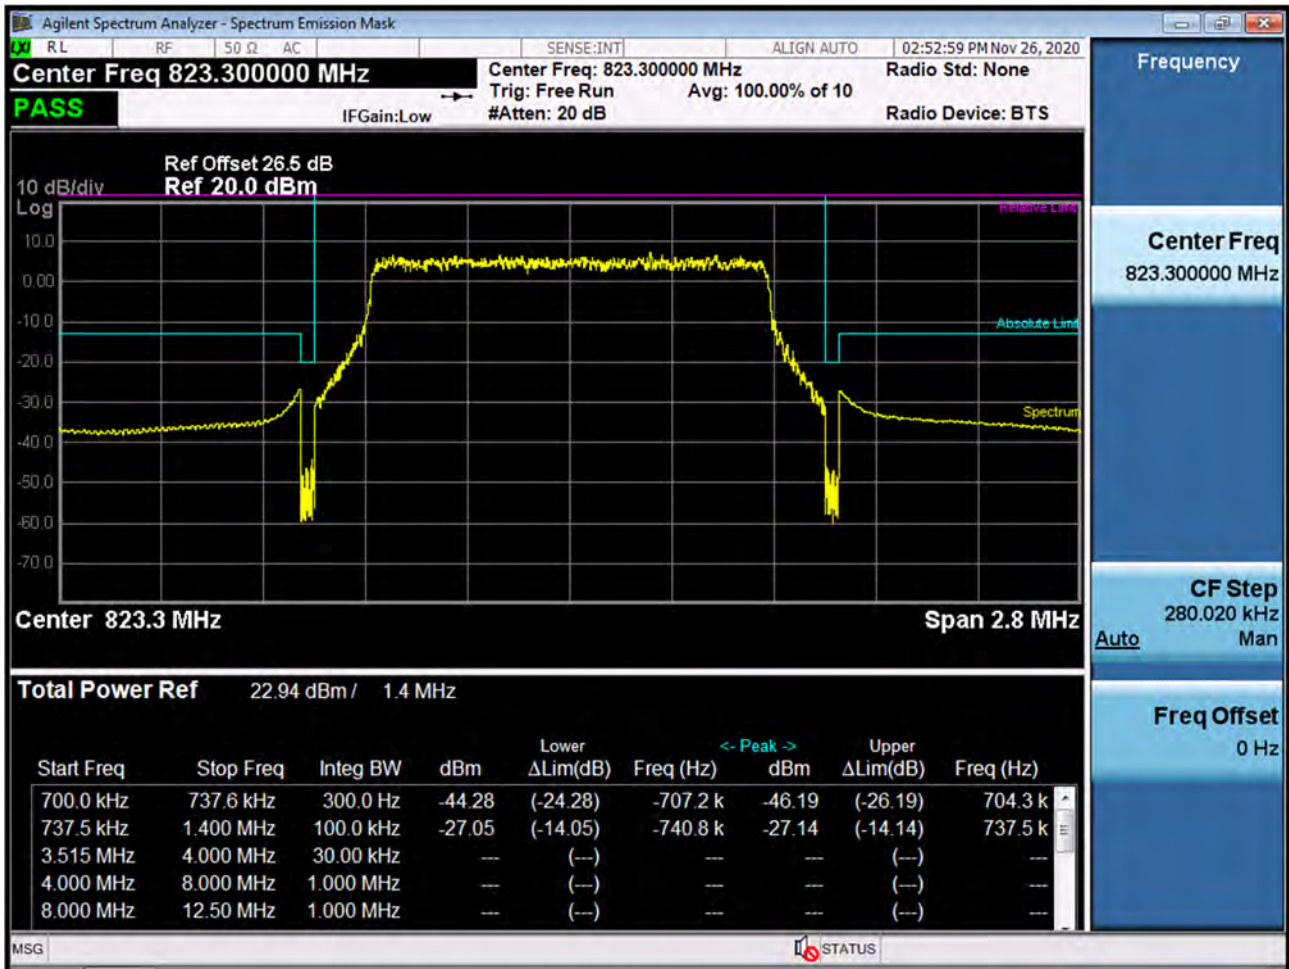 Agilent Spectrum Analyzer - Spectrum Emission Mask
LXI RL RF 50 Ω AC SENSE:INT ALIGN AUTO 02:52:59 PM Nov 26, 2020
Center Freq 823.300000 MHz
Center Freq: 823.300000 MHz Radio Std: None
Trig: Free Run Avg: 100.00% of 10
PASS
IFGain:Low #Atten: 20 dB Radio Device: BTS
Ref Offset 26.5 dB
10 dB/div Ref 20.0 dBm
Log
Relative Limit
10.0
0.00
-10.0
Absolute Limit
-20.0
-30.0
Spectrum
-40.0
-50.0
-60.0
-70.0
Center 823.3 MHz Span 2.8 MHz
Total Power Ref 22.94 dBm / 1.4 MHz
Lower <- Peak -> Upper
Start Freq Stop Freq Integ BW dBm ΔLim(dB) Freq (Hz) dBm ΔLim(dB) Freq (Hz)
700.0 kHz 737.6 kHz 300.0 Hz -44.28 (-24.28) -707.2 k -46.19 (-26.19) 704.3 k
737.5 kHz 1.400 MHz 100.0 kHz -27.05 (-14.05) -740.8 k -27.14 (-14.14) 737.5 k
3.515 MHz 4.000 MHz 30.00 kHz --- (---) --- --- (---) ---
4.000 MHz 8.000 MHz 1.000 MHz --- (---) --- --- (---) ---
8.000 MHz 12.50 MHz 1.000 MHz --- (---) --- --- (---) ---
MSG STATUS
Frequency
Center Freq
823.300000 MHz
CF Step
280.020 kHz
Auto Man
Freq Offset
0 Hz